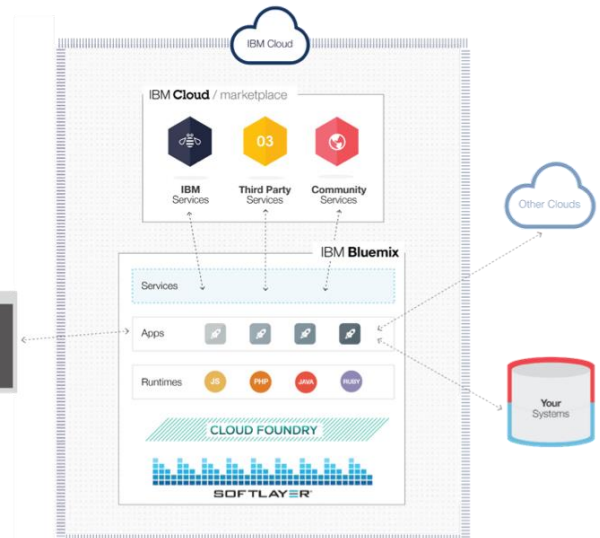 IBM Cloud
IBM Cloud / marketplace
03
IBM Services
Third Party Services
Community Services
IBM Bluemix
Services
Apps
Runtimes
JS
PHP
JAVA
RUBY
CLOUD FOUNDRY
SOFTLAYER
Other Clouds
Your Systems